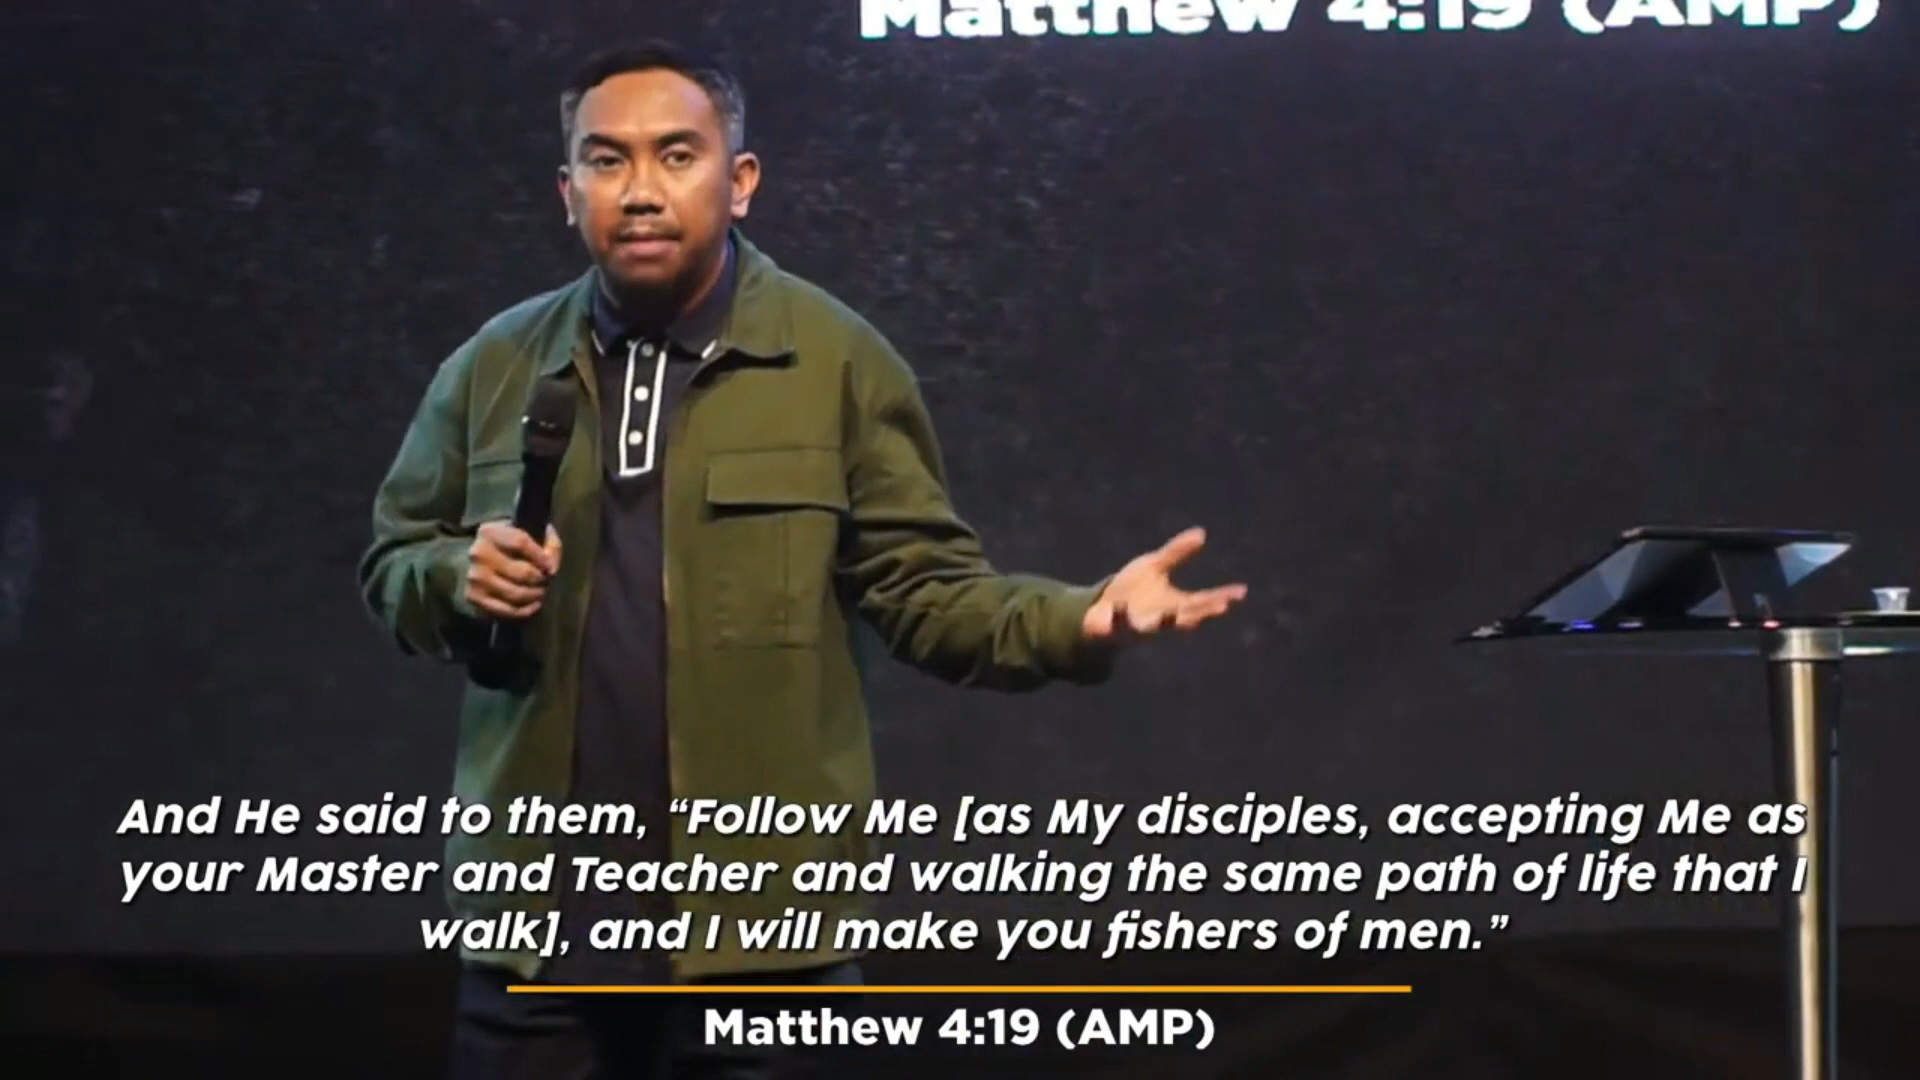 Matthew 4:19 (AMP)
And He said to them, “Follow Me [as My disciples, accepting Me as
your Master and Teacher and walking the same path of life that I
walk], and I will make you fishers of men.”
Matthew 4:19 (AMP)